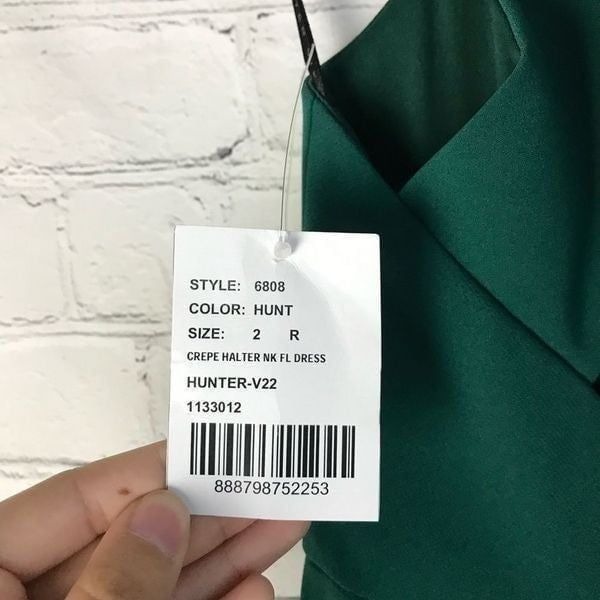 STYLE: 6808
COLOR: HUNT
SIZE: 2 R
CREPE HALTER NK FL DRESS
HUNTER-V22
1133012
888798752253